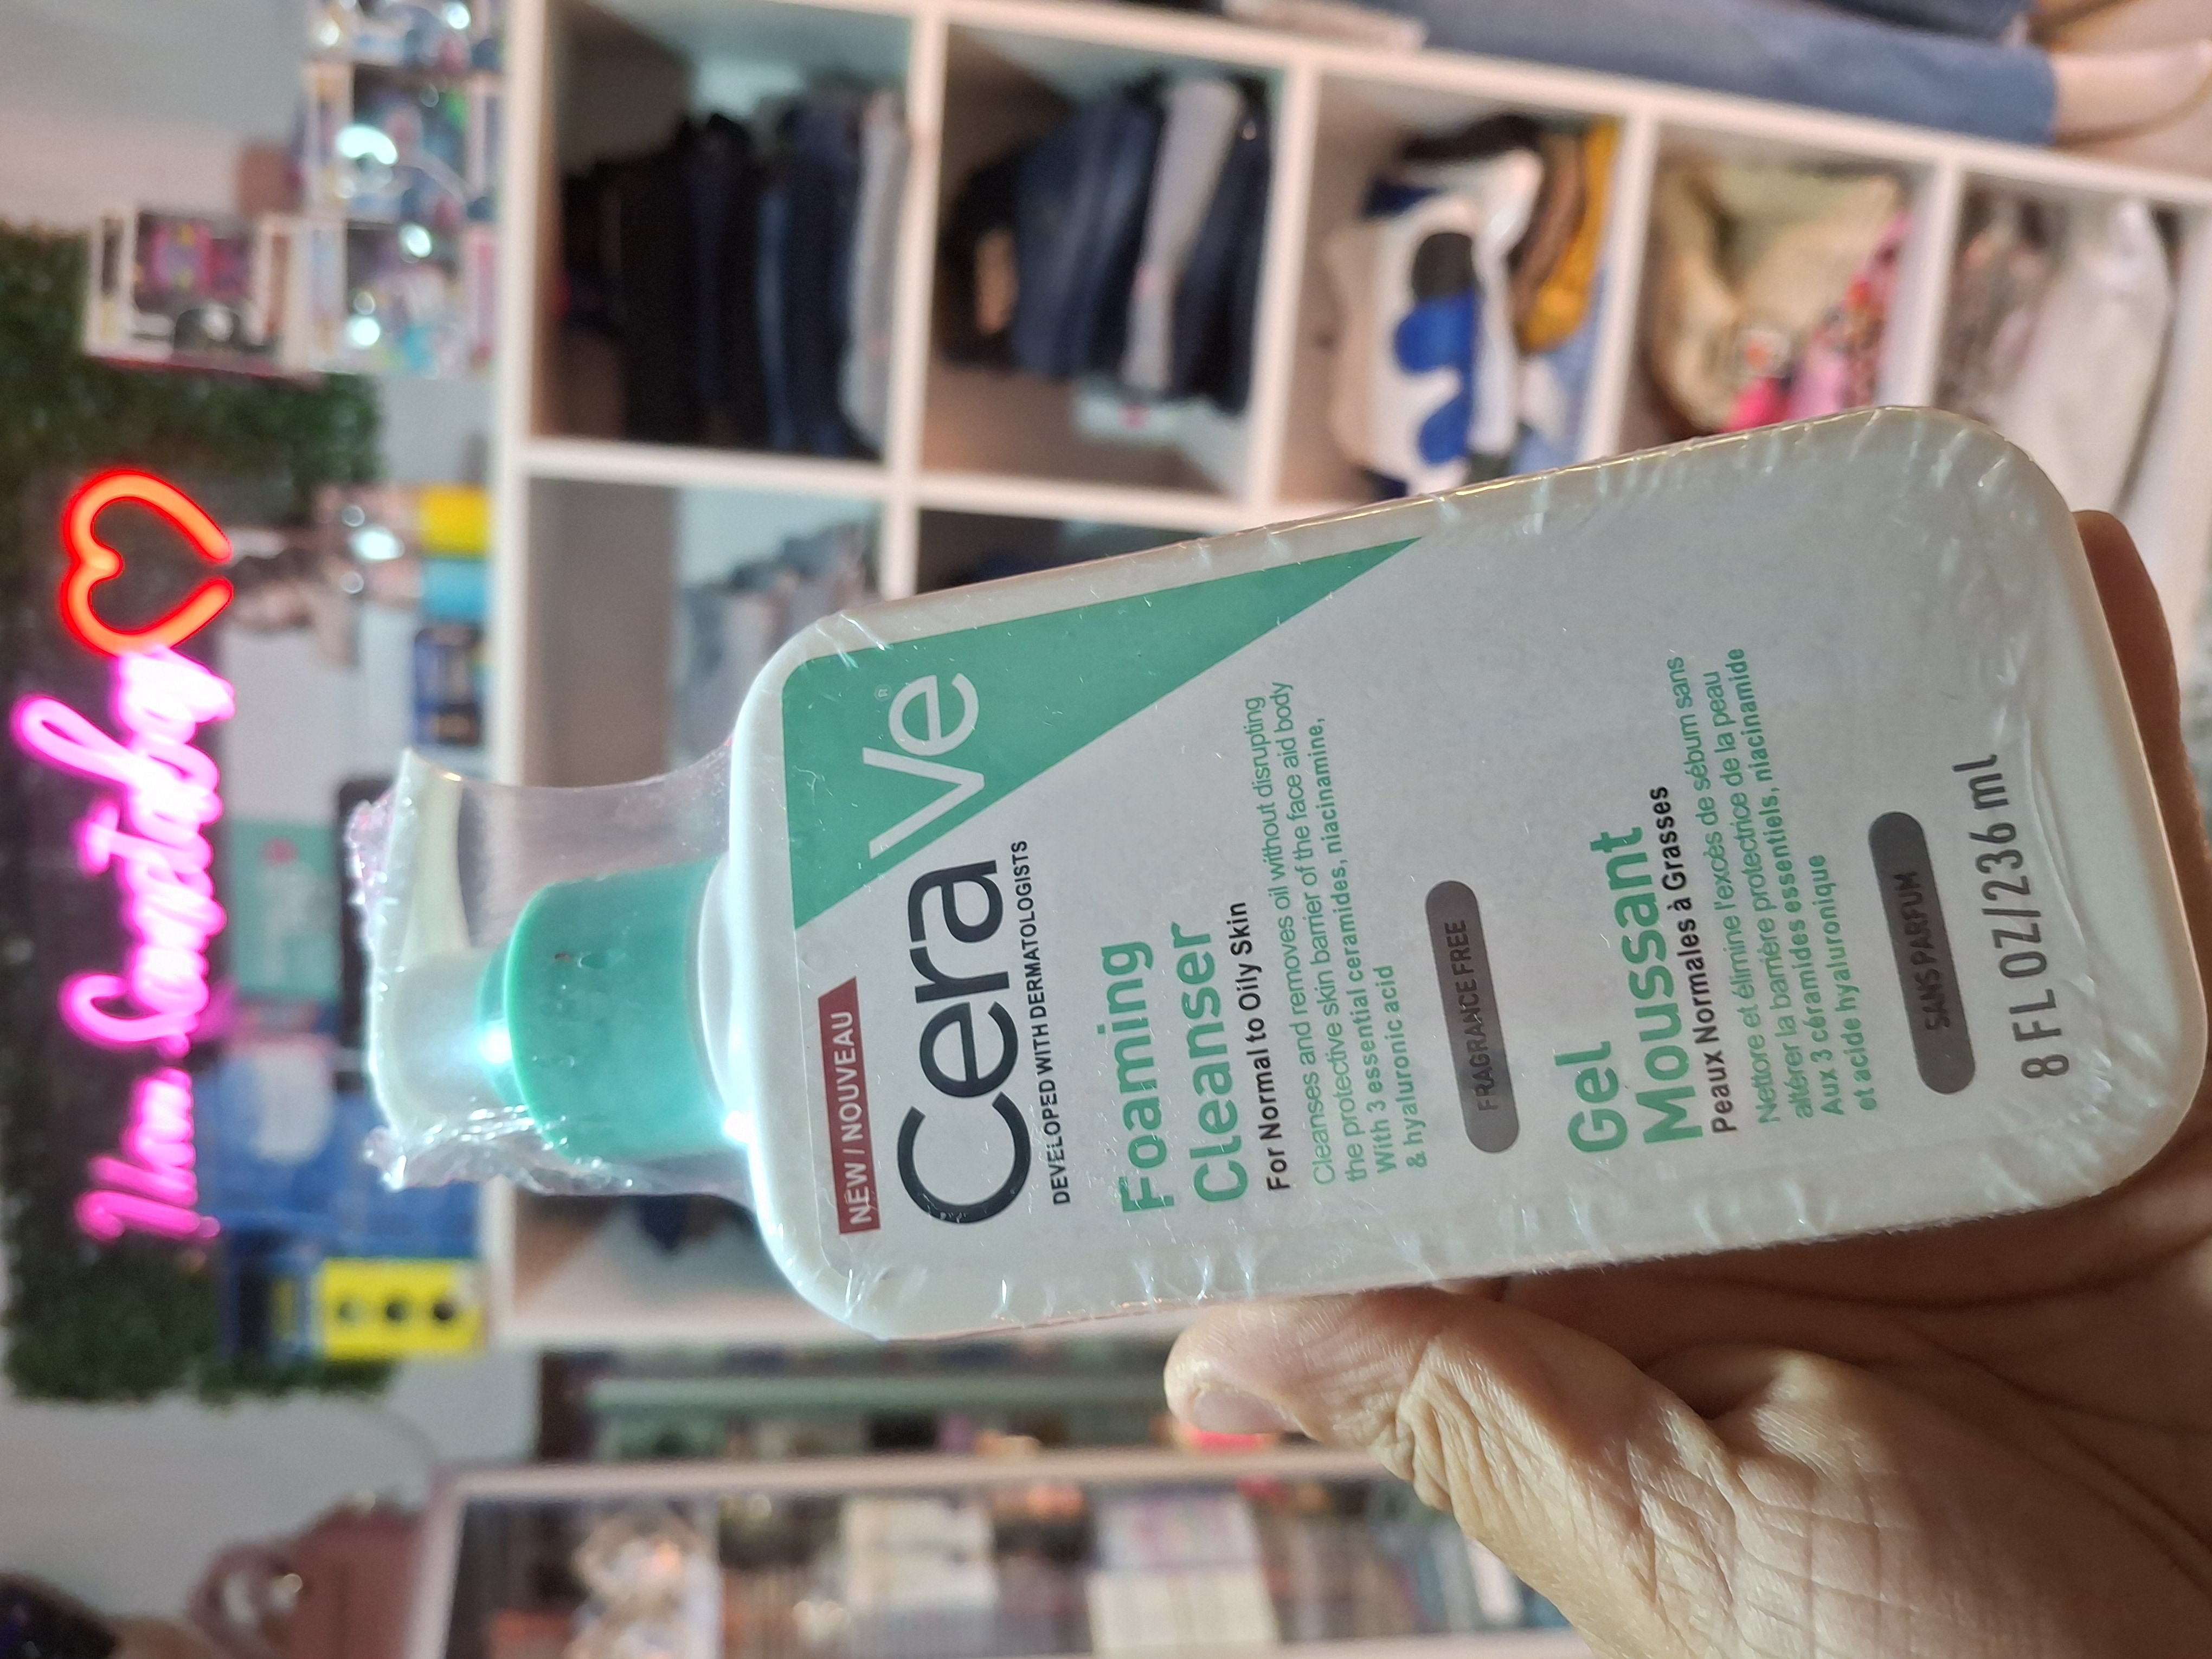 NEW / NOUVEAU
CeraVe®
DEVELOPED WITH DERMATOLOGISTS
Foaming
Cleanser
For Normal to Oily Skin
Cleanses and removes oil without disrupting
the protective skin barrier of the face aid body
With 3 essential ceramides, niacinamine,
& hyaluronic acid
FRAGRANCE FREE
Gel
Moussant
Peaux Normales à Grasses
Nettore et élimine l'excès de sébum sans
altérer la barrière protectrice de la peau
Aux 3 céramides essentiels, niacinamide
et acide hyaluronique
SANS PARFUM
8 FL OZ/236 ml